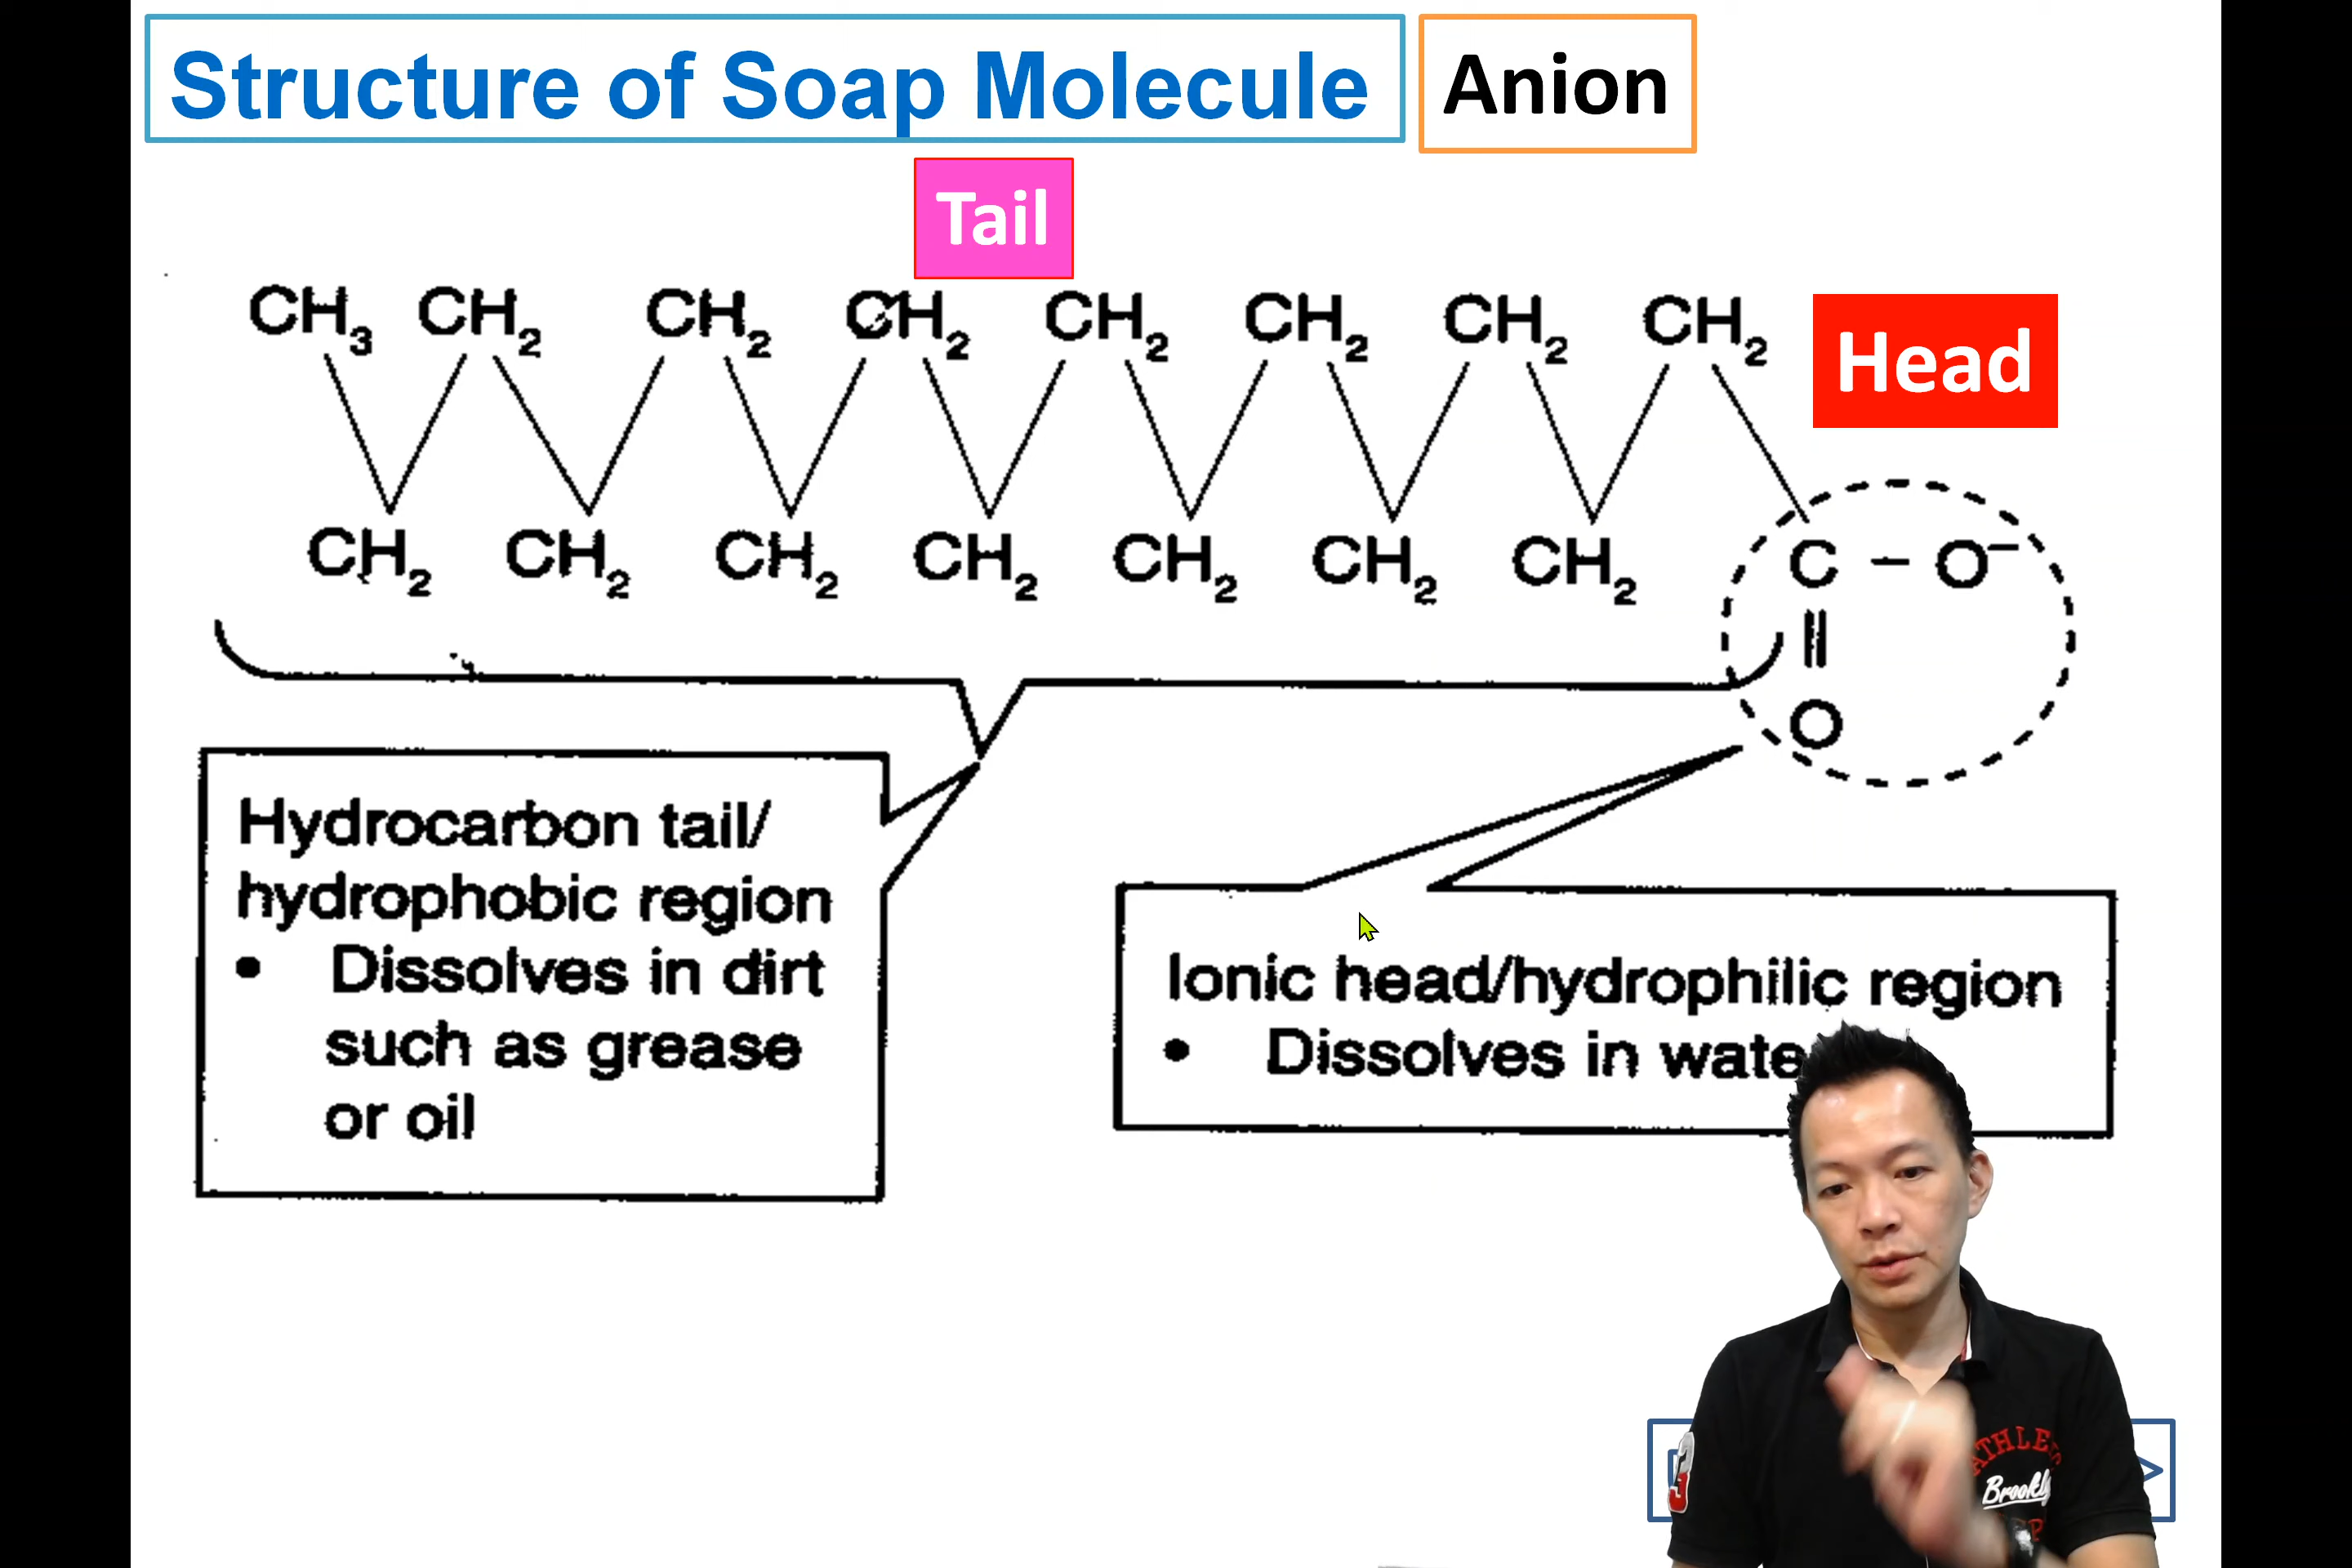 Structure of Soap Molecule
Anion
Tail
CH3 CH2 CH2 CH2 CH2 CH2 CH2 CH2
Head
CH2 CH2 CH2 CH2 CH2 CH2 CH2
C – O⁻
||
O
Hydrocarbon tail/
hydrophobic region
• Dissolves in dirt
such as grease
or oil
Ionic head/hydrophilic region
• Dissolves in
3
Brookly